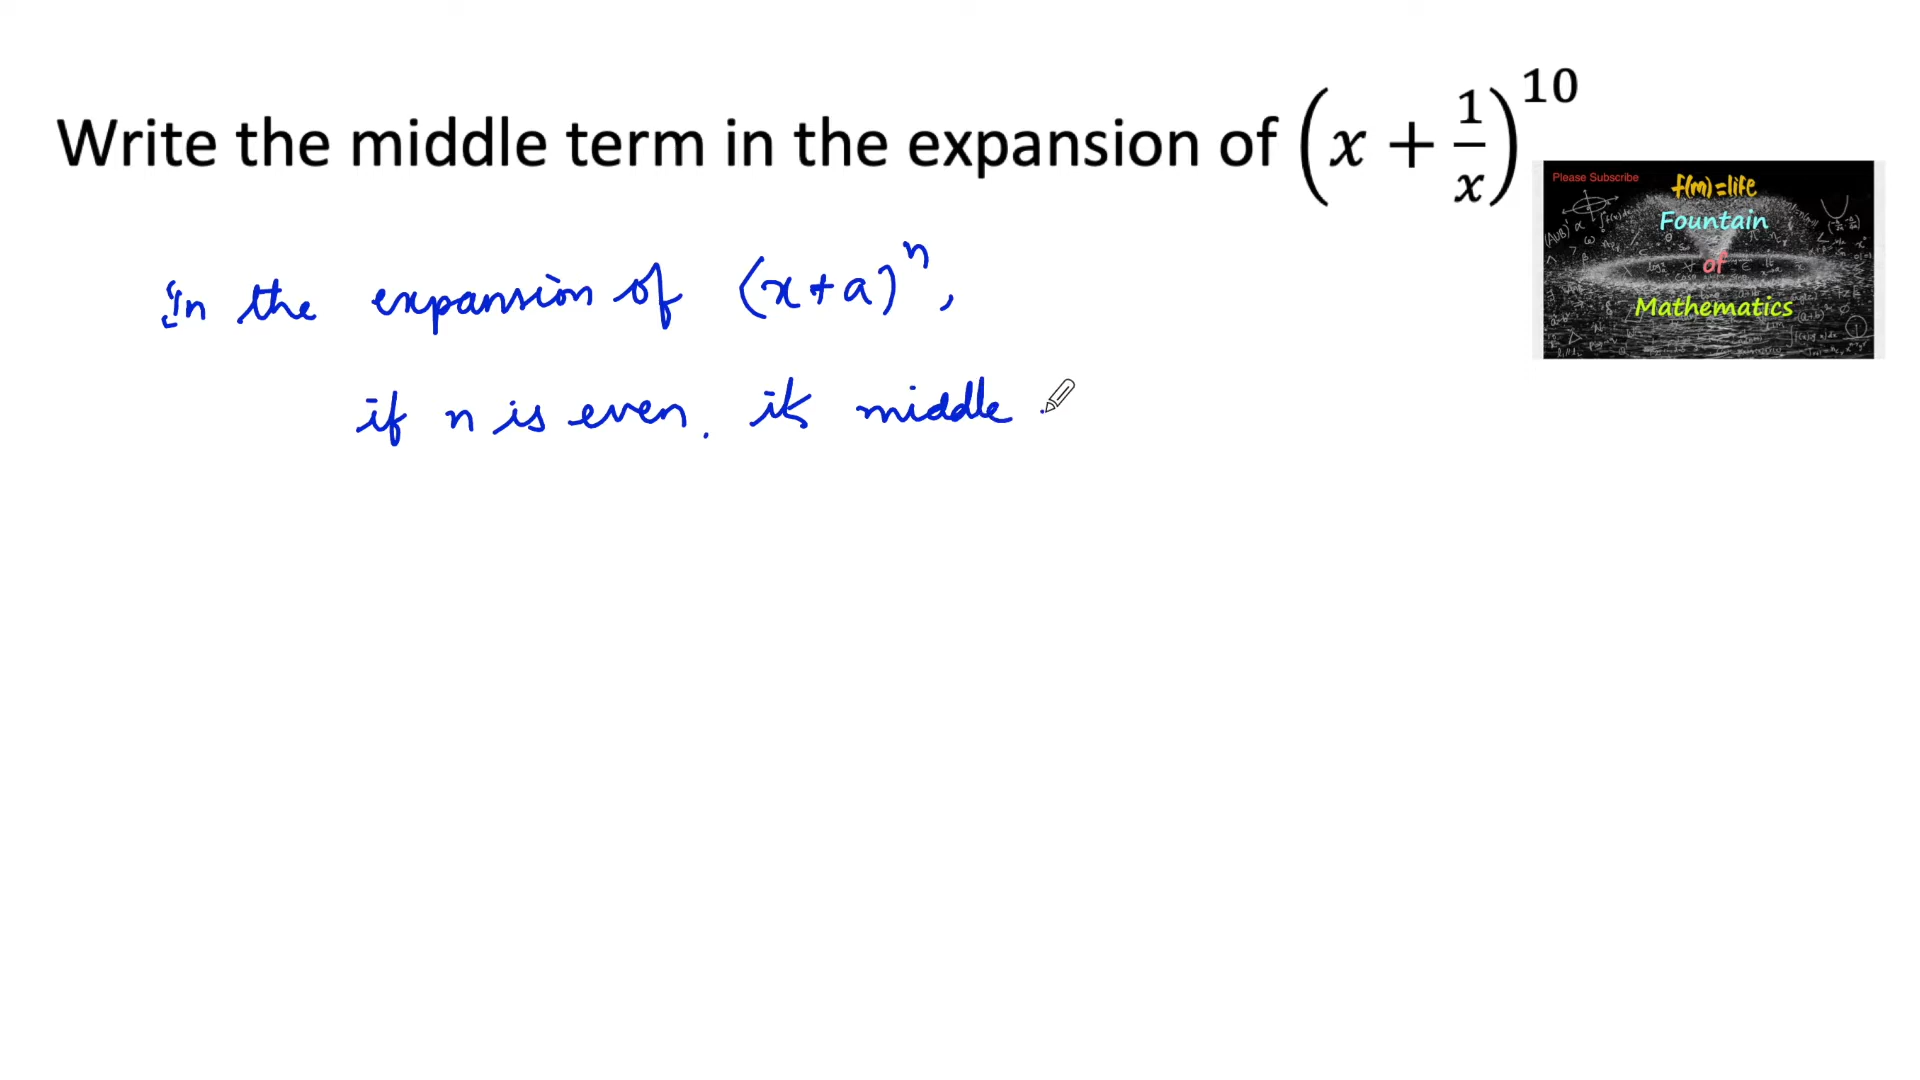 Write the middle term in the expansion of (x + 1/x)^10
Please Subscribe
f(m)=life
Fountain
of
Mathematics
In the expansion of (x+a)^n,
if n is even, its middle